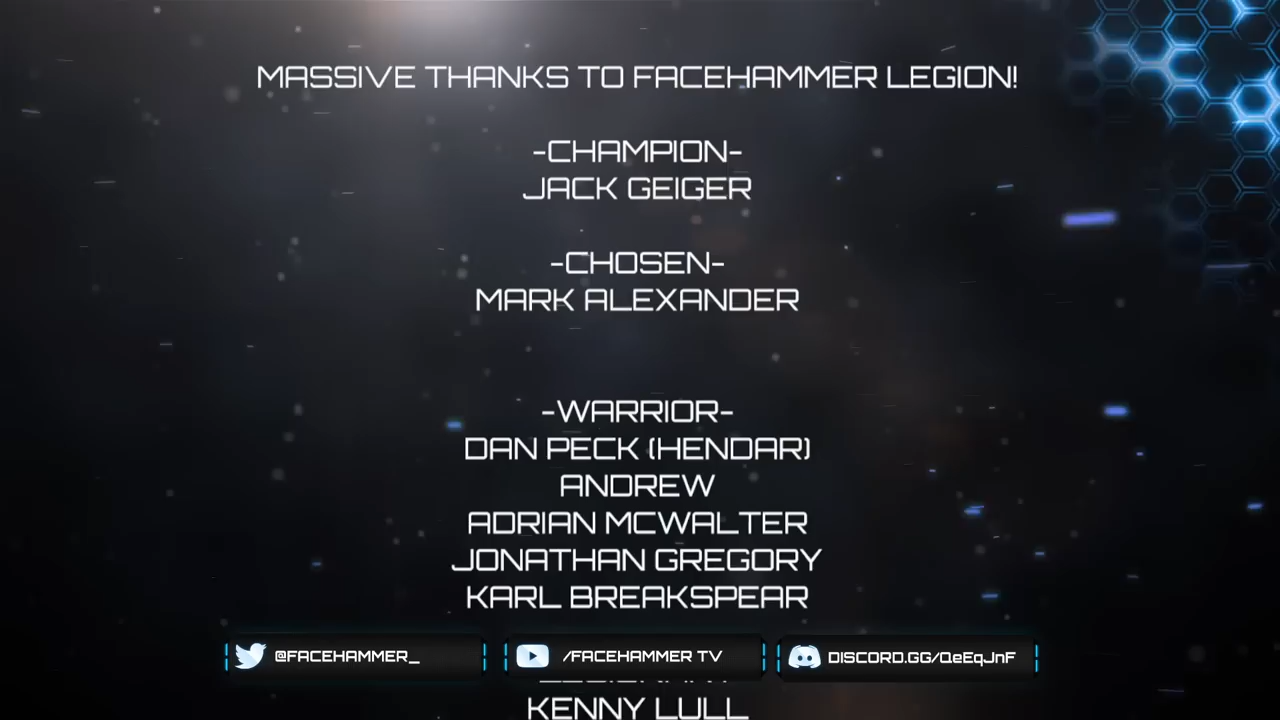 MASSIVE THANKS TO FACEHAMMER LEGION!
-CHAMPION-
JACK GEIGER
-CHOSEN-
MARK ALEXANDER
-WARRIOR-
DAN PECK (HENDAR)
ANDREW
ADRIAN MCWALTER
JONATHAN GREGORY
KARL BREAKSPEAR
@FACEHAMMER_
/FACEHAMMER TV
DISCORD.GG/QeEqJnF
KENNY LULL